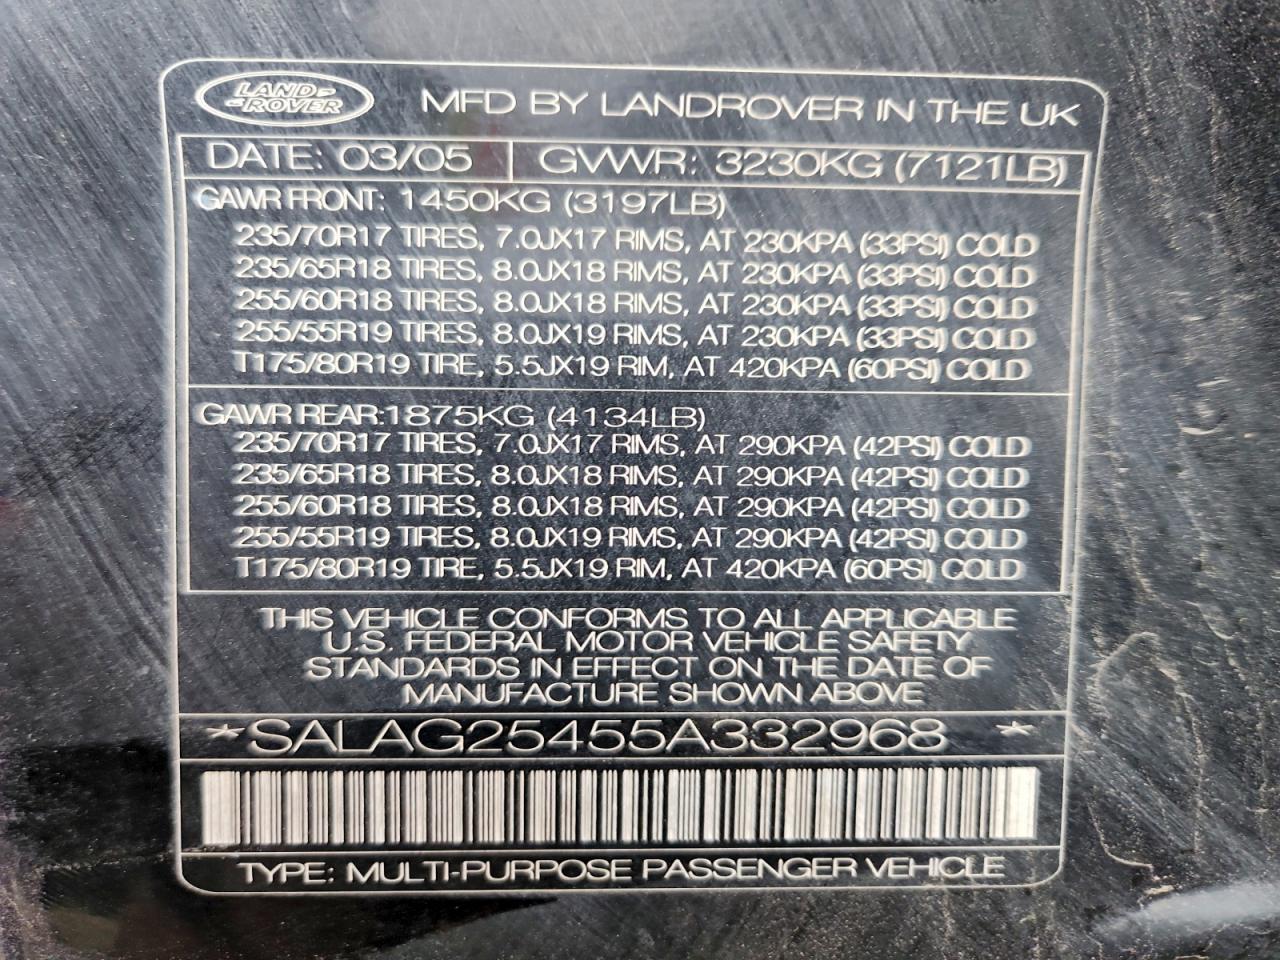 LAND-
-ROVER
MFD BY LANDROVER IN THE UK
DATE: 03/05 GVWR: 3230KG (7121LB)
GAWR FRONT: 1450KG (3197LB)
235/70R17 TIRES, 7.0JX17 RIMS, AT 230KPA (33PSI) COLD
235/65R18 TIRES, 8.0JX18 RIMS, AT 230KPA (33PSI) COLD
255/60R18 TIRES, 8.0JX18 RIMS, AT 230KPA (33PSI) COLD
255/55R19 TIRES, 8.0JX19 RIMS, AT 230KPA (33PSI) COLD
T175/80R19 TIRE, 5.5JX19 RIM, AT 420KPA (60PSI) COLD
GAWR REAR:1875KG (4134LB)
235/70R17 TIRES, 7.0JX17 RIMS, AT 290KPA (42PSI) COLD
235/65R18 TIRES, 8.0JX18 RIMS, AT 290KPA (42PSI) COLD
255/60R18 TIRES, 8.0JX18 RIMS, AT 290KPA (42PSI) COLD
255/55R19 TIRES, 8.0JX19 RIMS, AT 290KPA (42PSI) COLD
T175/80R19 TIRE, 5.5JX19 RIM, AT 420KPA (60PSI) COLD
THIS VEHICLE CONFORMS TO ALL APPLICABLE
U.S. FEDERAL MOTOR VEHICLE SAFETY
STANDARDS IN EFFECT ON THE DATE OF
MANUFACTURE SHOWN ABOVE
*SALAG25455A332968 *
TYPE: MULTI-PURPOSE PASSENGER VEHICLE